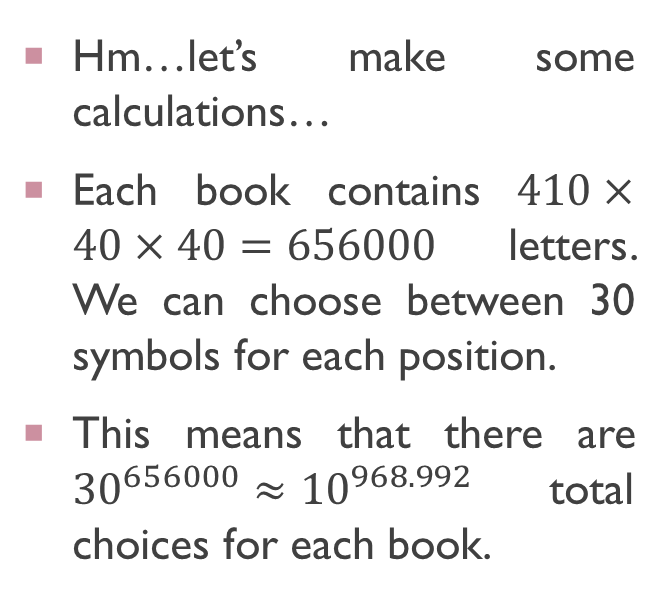 Hm…let’s make some
calculations…
Each book contains 410 ×
40 × 40 = 656000 letters.
We can choose between 30
symbols for each position.
This means that there are
30^656000 ≈ 10^968.992 total
choices for each book.